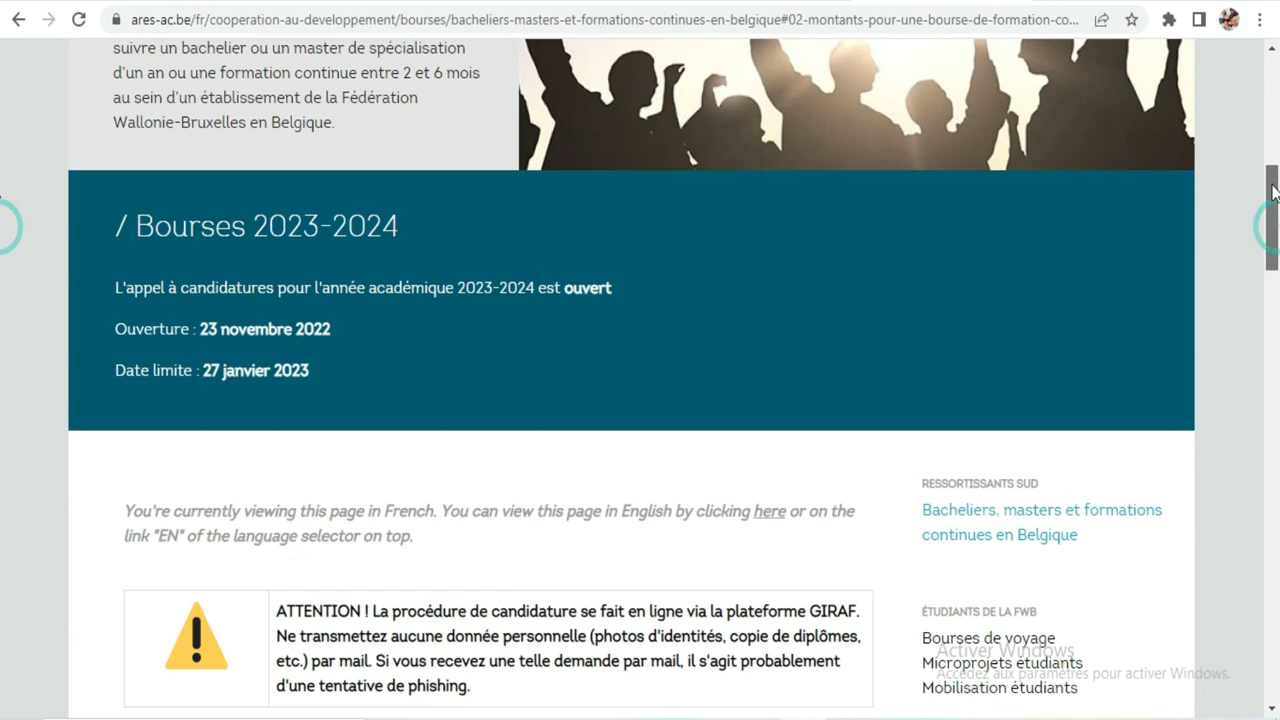 ares-ac.be/fr/cooperation-au-developpement/bourses/bacheliers-masters-et-formations-continues-en-belgique#02-montants-pour-une-bourse-de-formation-co...
suivre un bachelier ou un master de spécialisation
d'un an ou une formation continue entre 2 et 6 mois
au sein d'un établissement de la Fédération
Wallonie-Bruxelles en Belgique.
/ Bourses 2023-2024
L'appel à candidatures pour l'année académique 2023-2024 est ouvert
Ouverture : 23 novembre 2022
Date limite : 27 janvier 2023
You're currently viewing this page in French. You can view this page in English by clicking here or on the
link "EN" of the language selector on top.
ATTENTION ! La procédure de candidature se fait en ligne via la plateforme GIRAF.
Ne transmettez aucune donnée personnelle (photos d'identités, copie de diplômes,
etc.) par mail. Si vous recevez une telle demande par mail, il s'agit probablement
d'une tentative de phishing.
RESSORTISSANTS SUD
Bacheliers, masters et formations
continues en Belgique
ÉTUDIANTS DE LA FWB
Bourses de voyage
Microprojets étudiants
Mobilisation étudiants
Activer Windows
Accédez aux paramètres pour activer Windows.